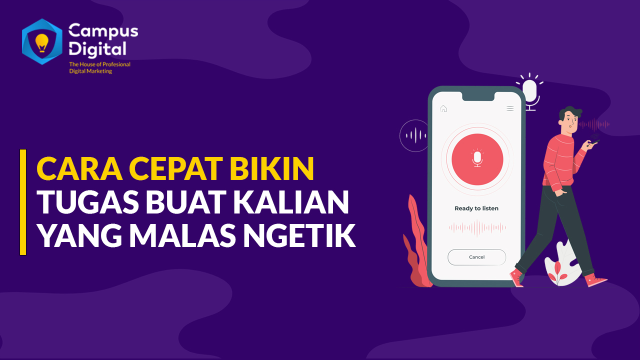 Campus
Digital
The House of Profesional
Digital Marketing
CARA CEPAT BIKIN
TUGAS BUAT KALIAN
YANG MALAS NGETIK
Ready to listen
Cancel